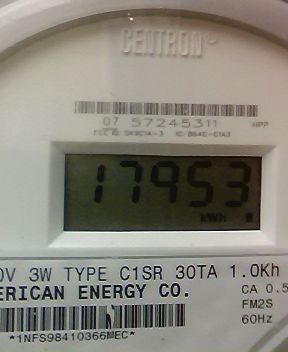 CENTRON®
07 57245311 APP
17953
kWh
0V 3W TYPE C1SR 30TA 1.0Kh
ERICAN ENERGY CO. CA 0.5
FM2S
60Hz
*1NFS98410366MEC*